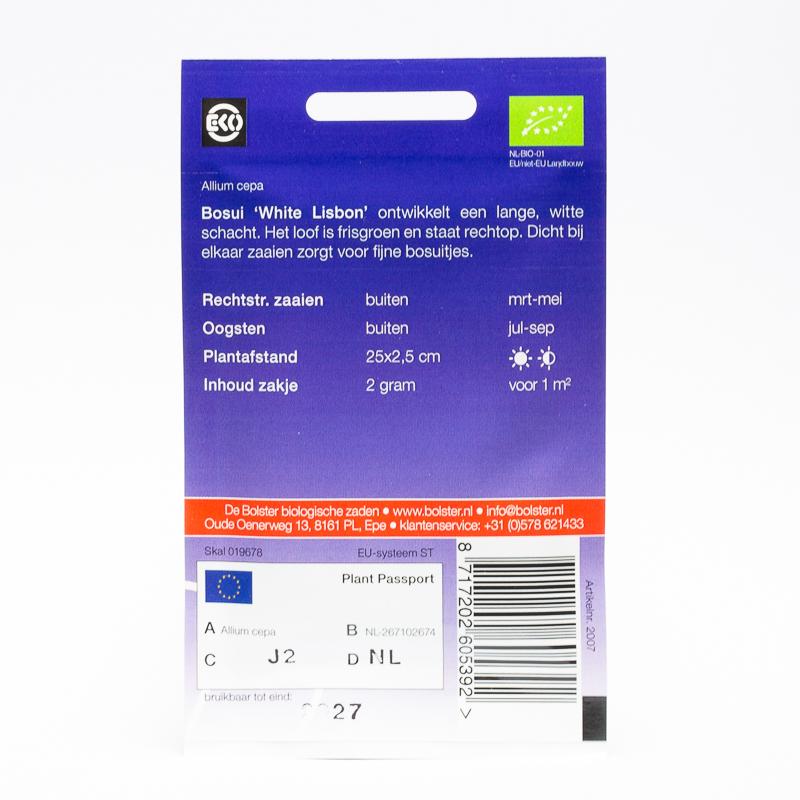 EKO
NL-BIO-01
EU/niet-EU Landbouw
Allium cepa
Bosui ‘White Lisbon’ ontwikkelt een lange, witte
schacht. Het loof is frisgroen en staat rechtop. Dicht bij
elkaar zaaien zorgt voor fijne bosuitjes.
Rechtstr. zaaien buiten mrt-mei
Oogsten buiten jul-sep
Plantafstand 25x2,5 cm
Inhoud zakje 2 gram voor 1 m²
De Bolster biologische zaden • www.bolster.nl • info@bolster.nl
Oude Oenerweg 13, 8161 PL, Epe • klantenservice: +31 (0)578 621433
Skal 019678 EU-systeem ST
Plant Passport
A Allium cepa B NL-267102674
C J2 D NL
bruikbaar tot eind:
27
8 717202 605392 >
Artikelnr. 2007